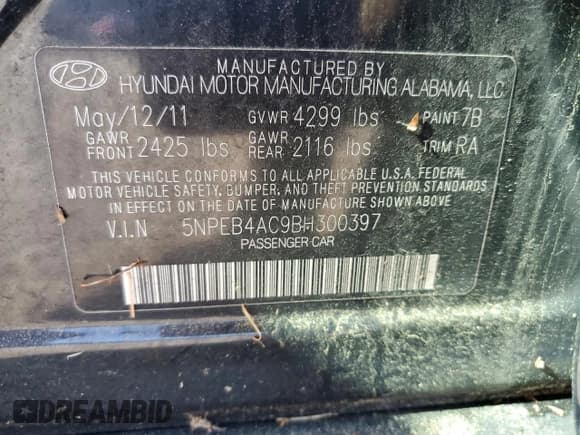 MANUFACTURED BY
HYUNDAI MOTOR MANUFACTURING ALABAMA, LLC
May/12/11 GVWR 4299 lbs PAINT 7B
GAWR FRONT 2425 lbs GAWR REAR 2116 lbs TRIM RA
THIS VEHICLE CONFORMS TO ALL APPLICABLE U.S.A. FEDERAL
MOTOR VEHICLE SAFETY, BUMPER, AND THEFT PREVENTION STANDARDS
IN EFFECT ON THE DATE OF MANUFACTURE SHOWN ABOVE
V.I.N 5NPEB4AC9BH300397
PASSENGER CAR
DREAMBID